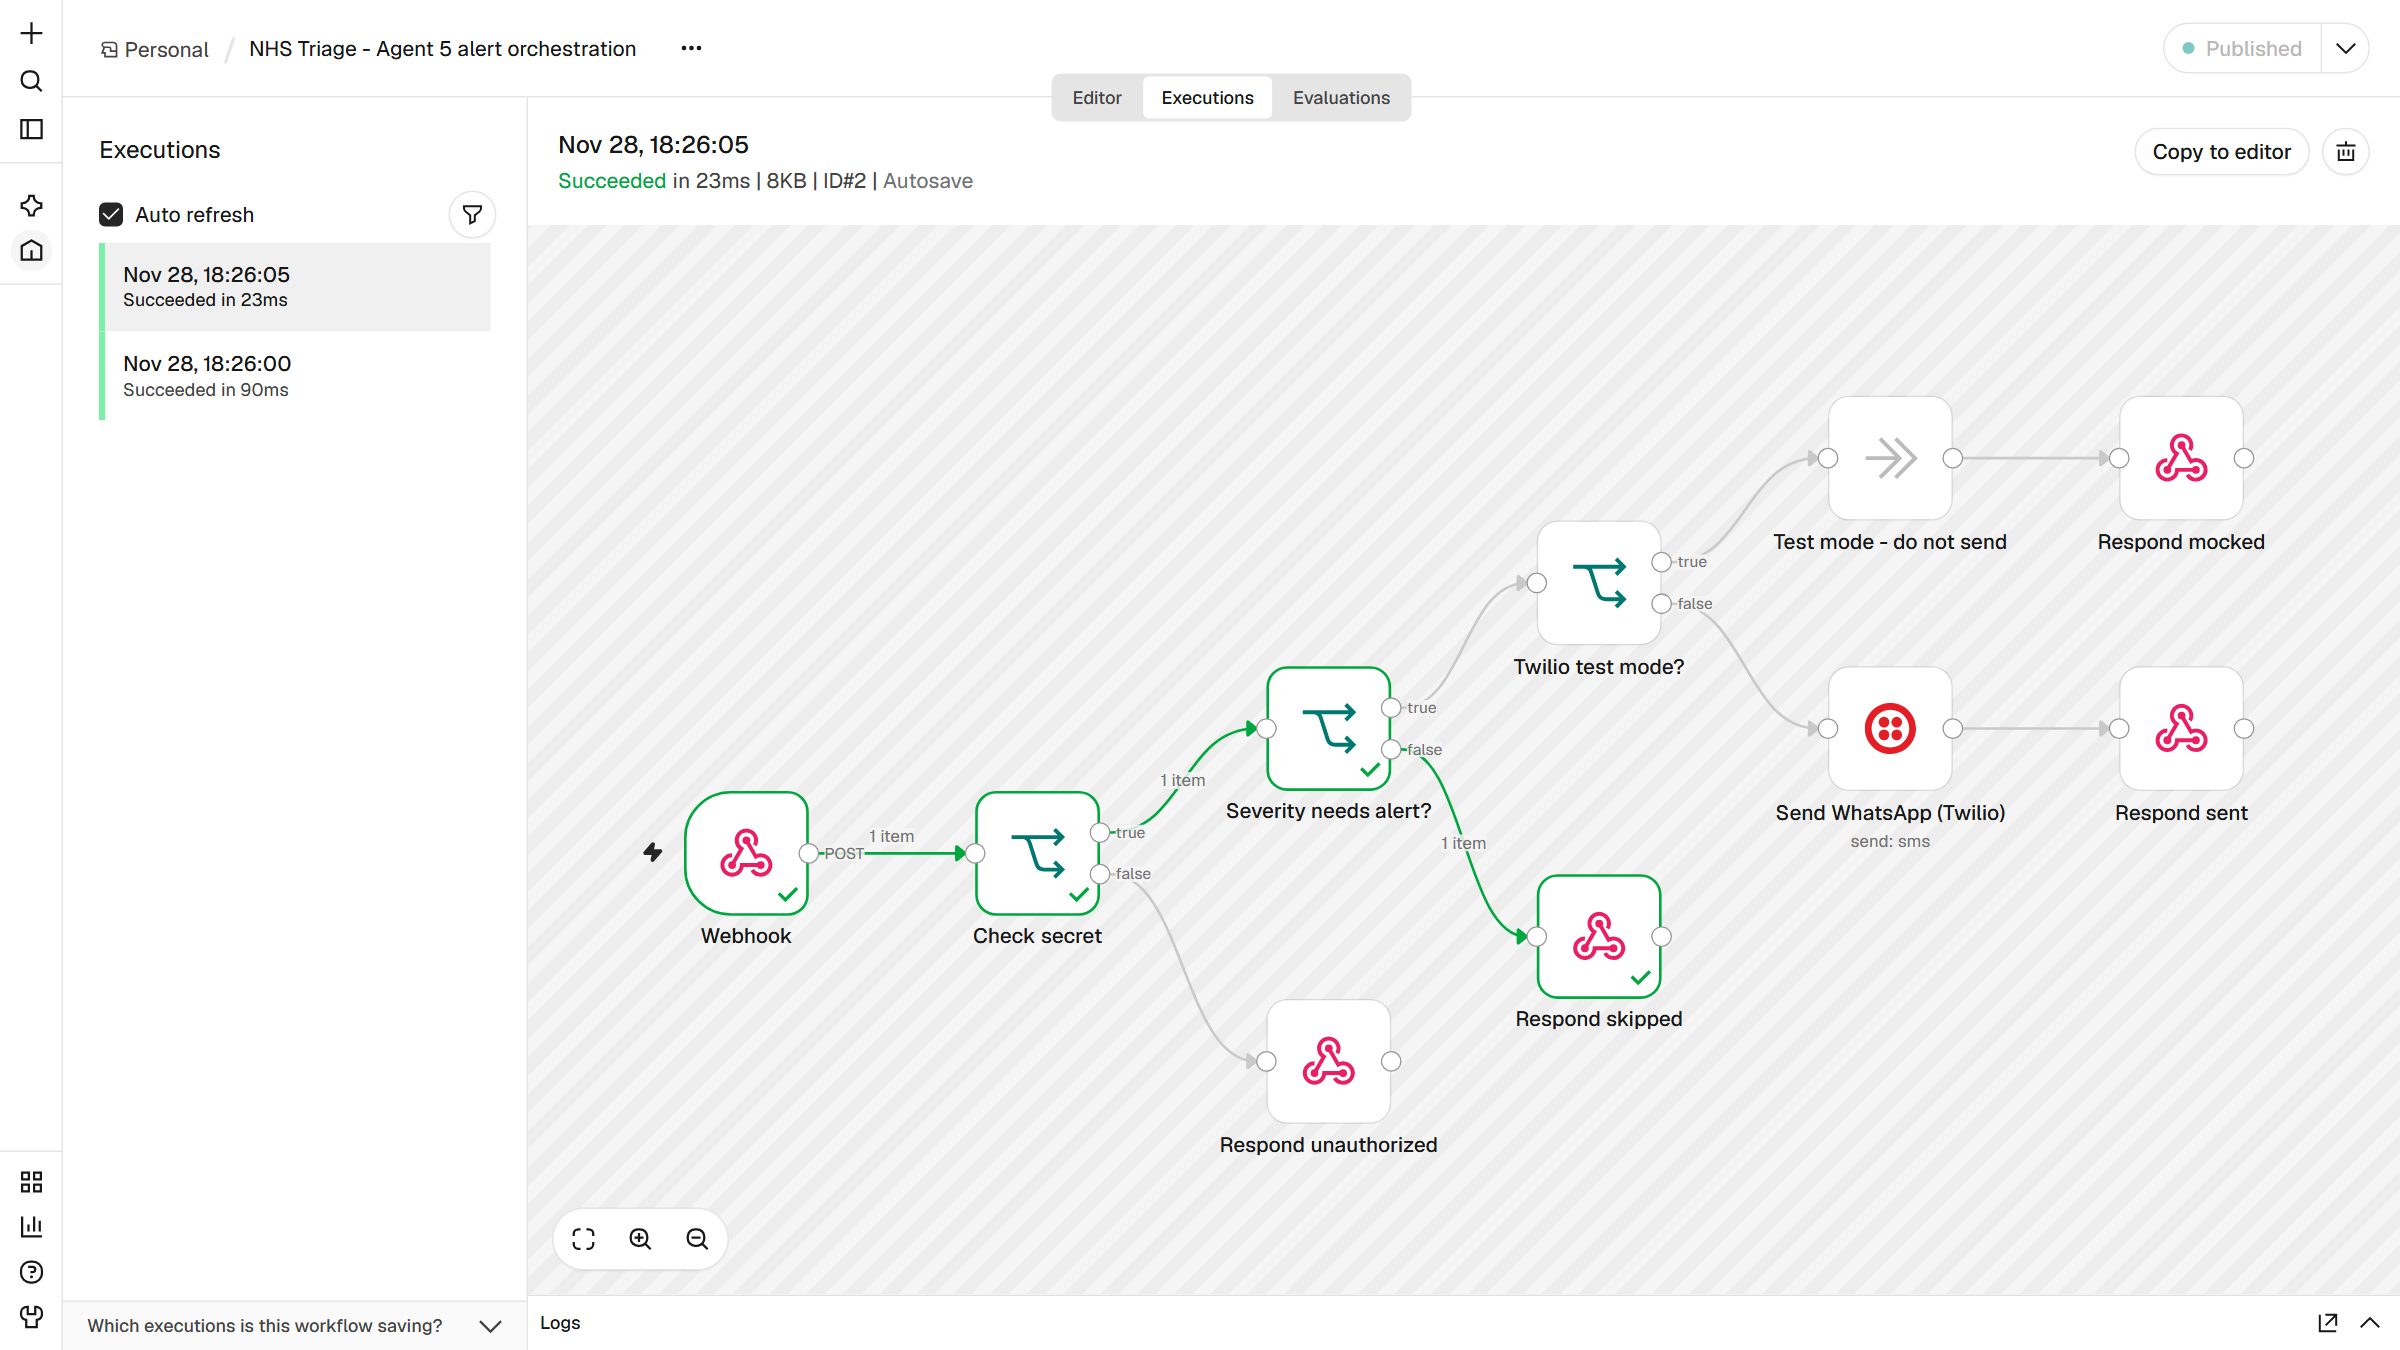 Personal / NHS Triage - Agent 5 alert orchestration
Published
Editor
Executions
Evaluations
Executions
Auto refresh
Nov 28, 18:26:05
Succeeded in 23ms
Nov 28, 18:26:00
Succeeded in 90ms
Which executions is this workflow saving?
Nov 28, 18:26:05
Succeeded in 23ms | 8KB | ID#2 | Autosave
Copy to editor
Webhook
POST
1 item
Check secret
true
false
1 item
Severity needs alert?
true
false
1 item
Respond unauthorized
Twilio test mode?
true
false
Respond skipped
Test mode - do not send
Respond mocked
Send WhatsApp (Twilio)
send: sms
Respond sent
Logs